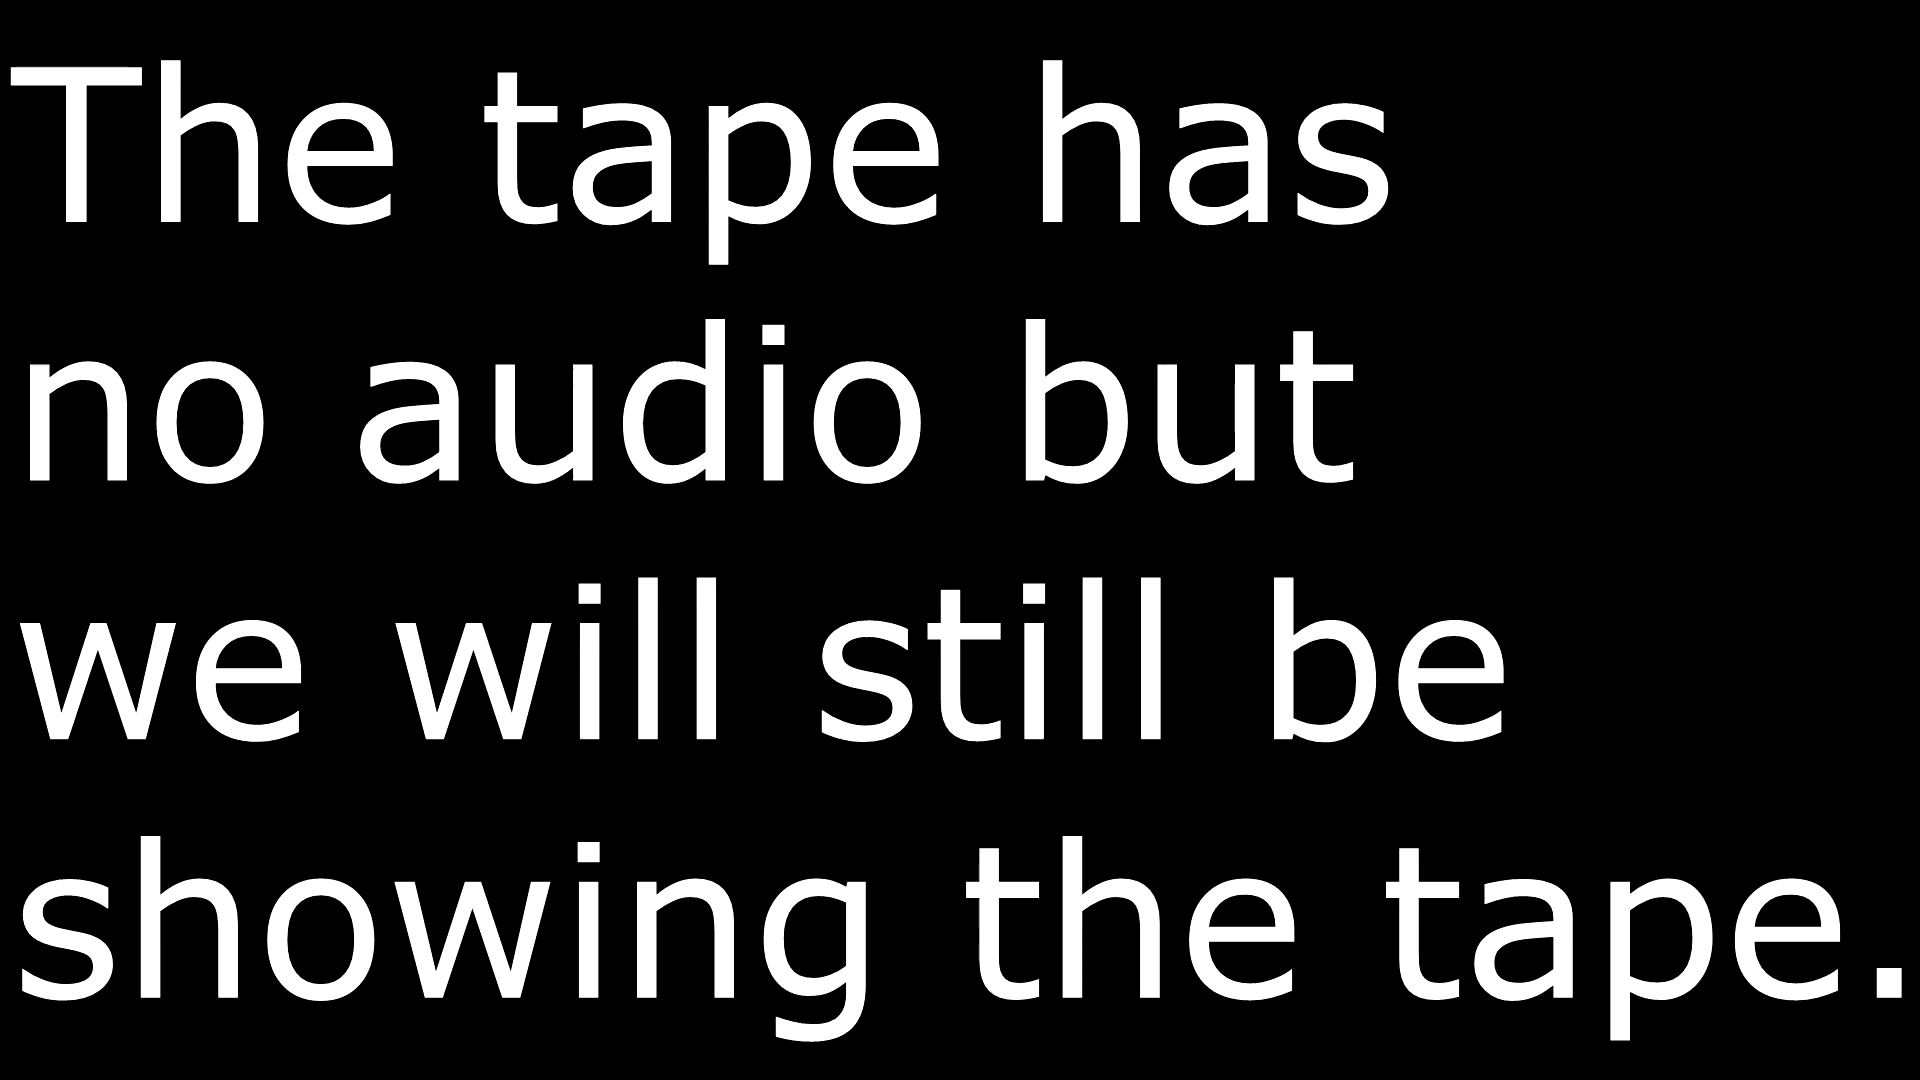 The tape has
no audio but
we will still be
showing the tape.